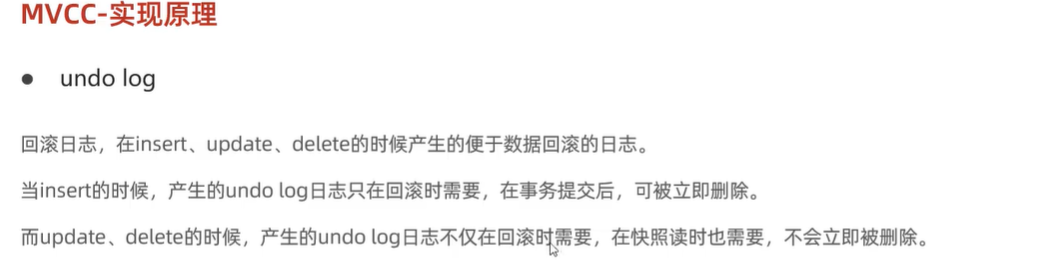 MVCC-实现原理
● undo log
回滚日志，在insert、update、delete的时候产生的便于数据回滚的日志。
当insert的时候，产生的undo log日志只在回滚时需要，在事务提交后，可被立即删除。
而update、delete的时候，产生的undo log日志不仅在回滚时需要，在快照读时也需要，不会立即被删除。